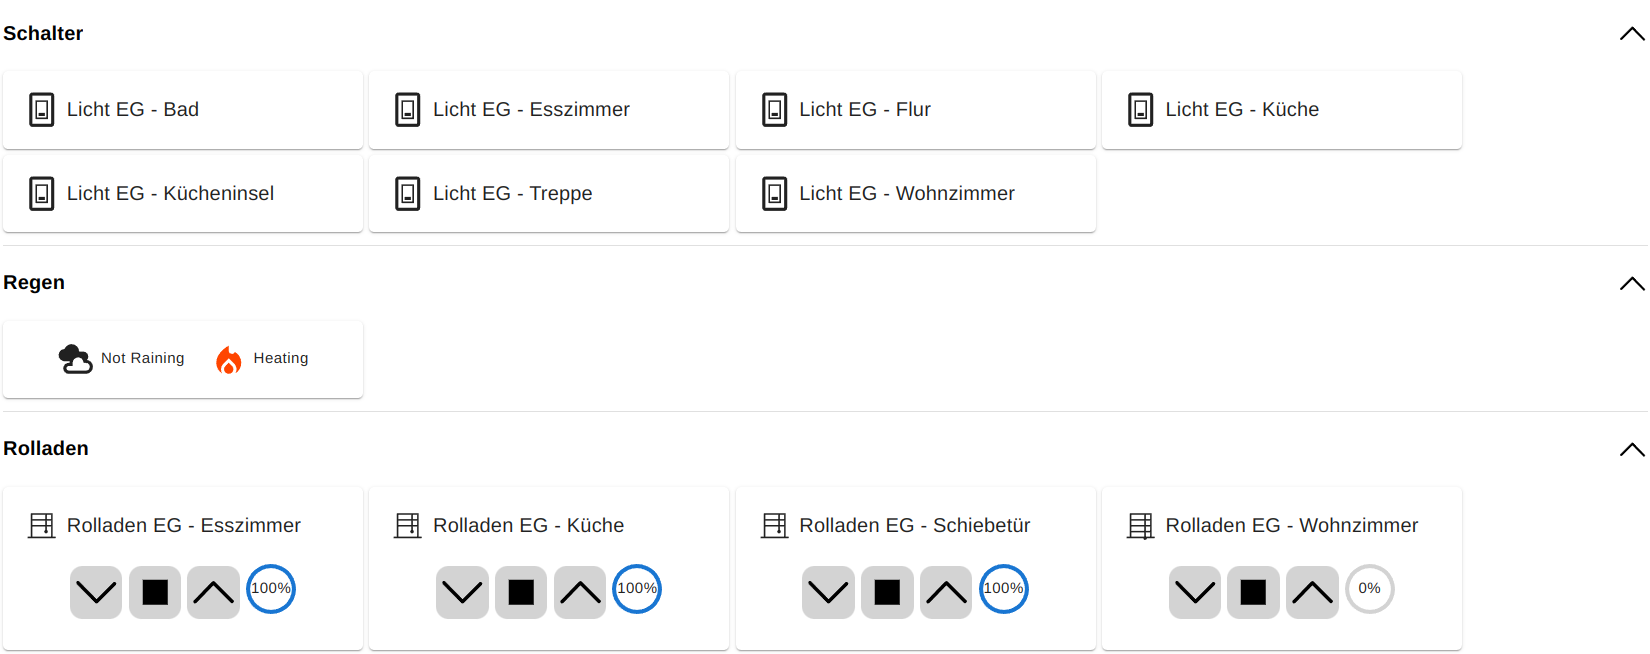 Schalter
Licht EG - Bad
Licht EG - Esszimmer
Licht EG - Flur
Licht EG - Küche
Licht EG - Kücheninsel
Licht EG - Treppe
Licht EG - Wohnzimmer
Regen
Not Raining
Heating
Rolladen
Rolladen EG - Esszimmer
100%
Rolladen EG - Küche
100%
Rolladen EG - Schiebetür
100%
Rolladen EG - Wohnzimmer
0%